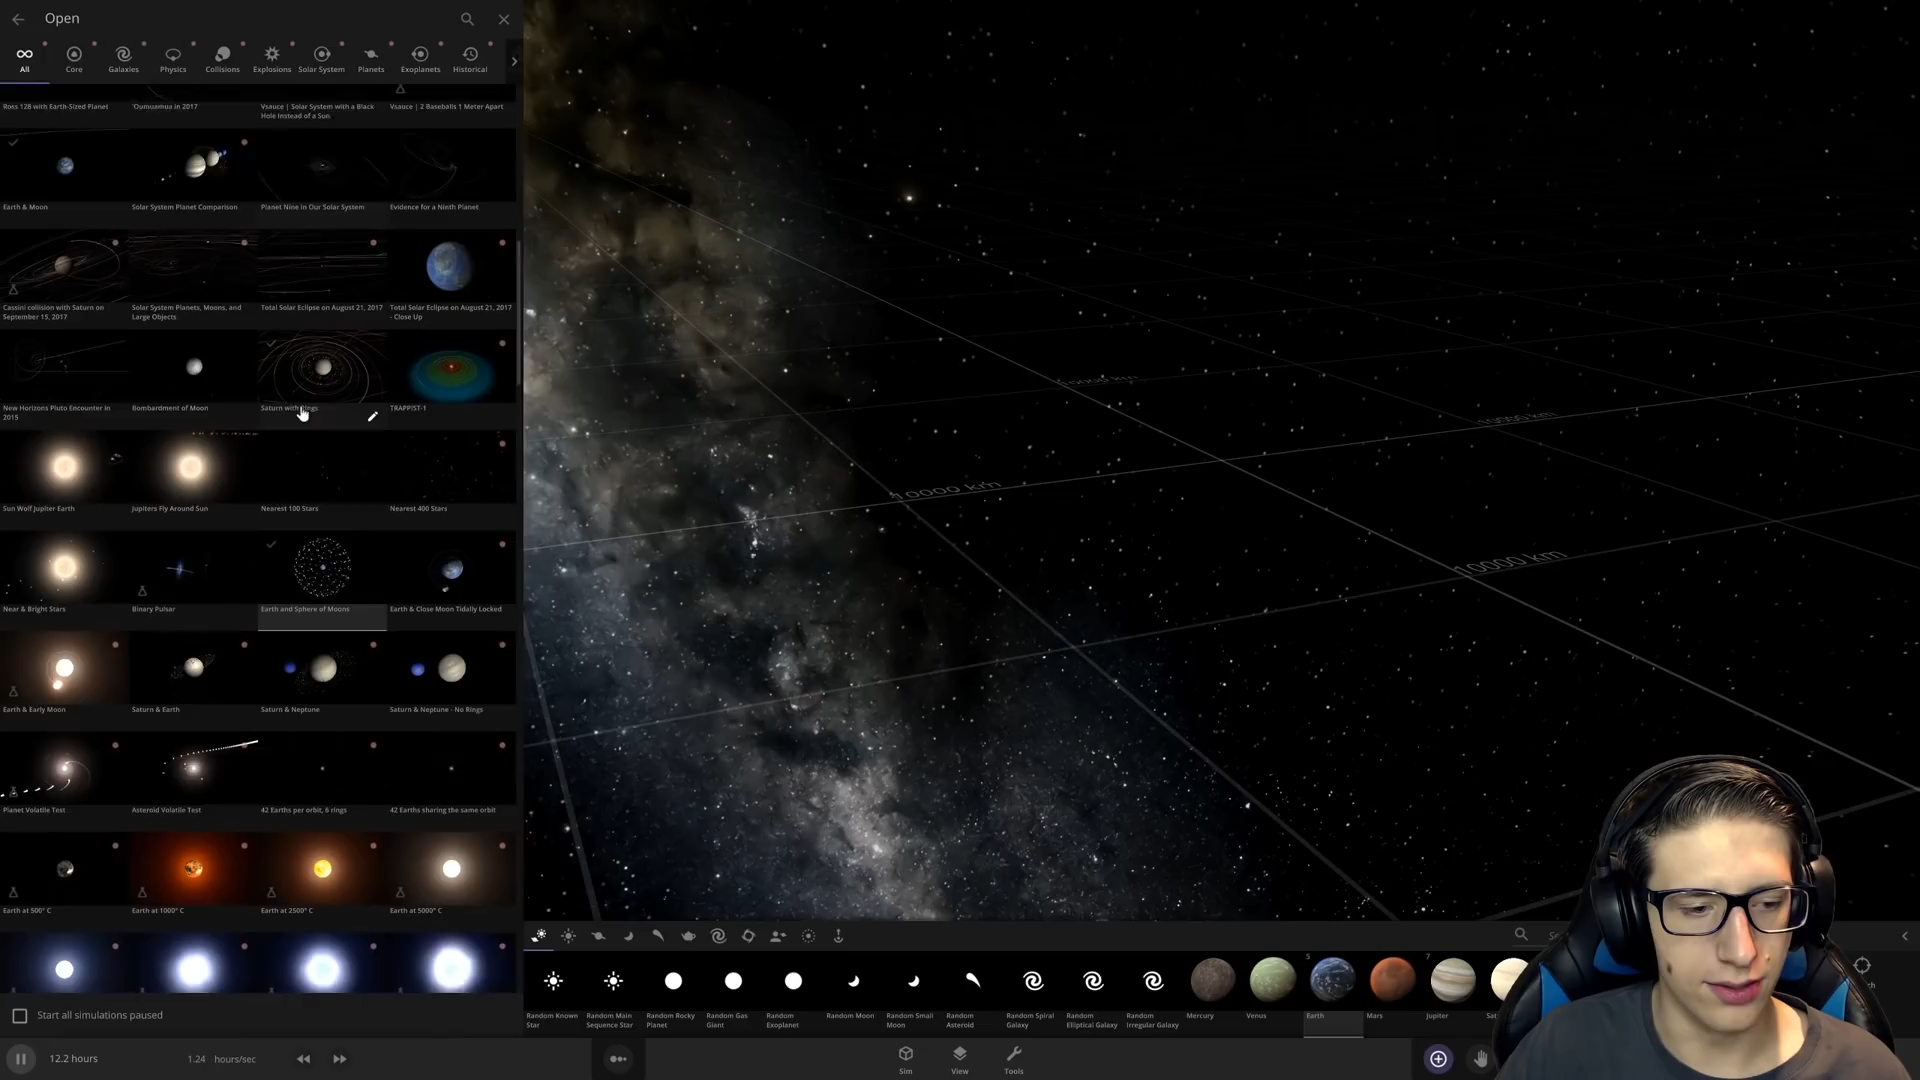 Open
All
Core
Galaxies
Physics
Collisions
Explosions
Solar System
Planets
Exoplanets
Historical
Ross 128 with Earth-Sized Planet
'Oumuamua in 2017
Vsauce | Solar System with a Black
Hole Instead of a Sun
Vsauce | 2 Baseballs 1 Meter Apart
Earth & Moon
Solar System Planet Comparison
Planet Nine in Our Solar System
Evidence for a Ninth Planet
Cassini collision with Saturn on
September 15, 2017
Solar System Planets, Moons, and
Large Objects
Total Solar Eclipse on August 21, 2017
Total Solar Eclipse on August 21, 2017
- Close Up
New Horizons Pluto Encounter in
2015
Bombardment of Moon
Saturn with
TRAPPIST-1
Sun Wolf Jupiter Earth
Jupiters Fly Around Sun
Nearest 100 Stars
Nearest 400 Stars
Near & Bright Stars
Binary Pulsar
Earth and Sphere of Moons
Earth & Close Moon Tidally Locked
Earth & Early Moon
Saturn & Earth
Saturn & Neptune
Saturn & Neptune - No Rings
Planet Volatile Test
Asteroid Volatile Test
42 Earths per orbit, 6 rings
42 Earths sharing the same orbit
Earth at 500° C
Earth at 1000° C
Earth at 2500° C
Earth at 5000° C
Start all simulations paused
12.2 hours
1.24 hours/sec
10000 km
10000 km
10000 km
10000 km
5
7
Random Known
Star
Random Main
Sequence Star
Random Rocky
Planet
Random Gas
Giant
Random
Exoplanet
Random Moon
Random Small
Moon
Random
Asteroid
Random Spiral
Galaxy
Random
Elliptical Galaxy
Random
Irregular Galaxy
Mercury
Venus
Earth
Mars
Jupiter
Sim
View
Tools